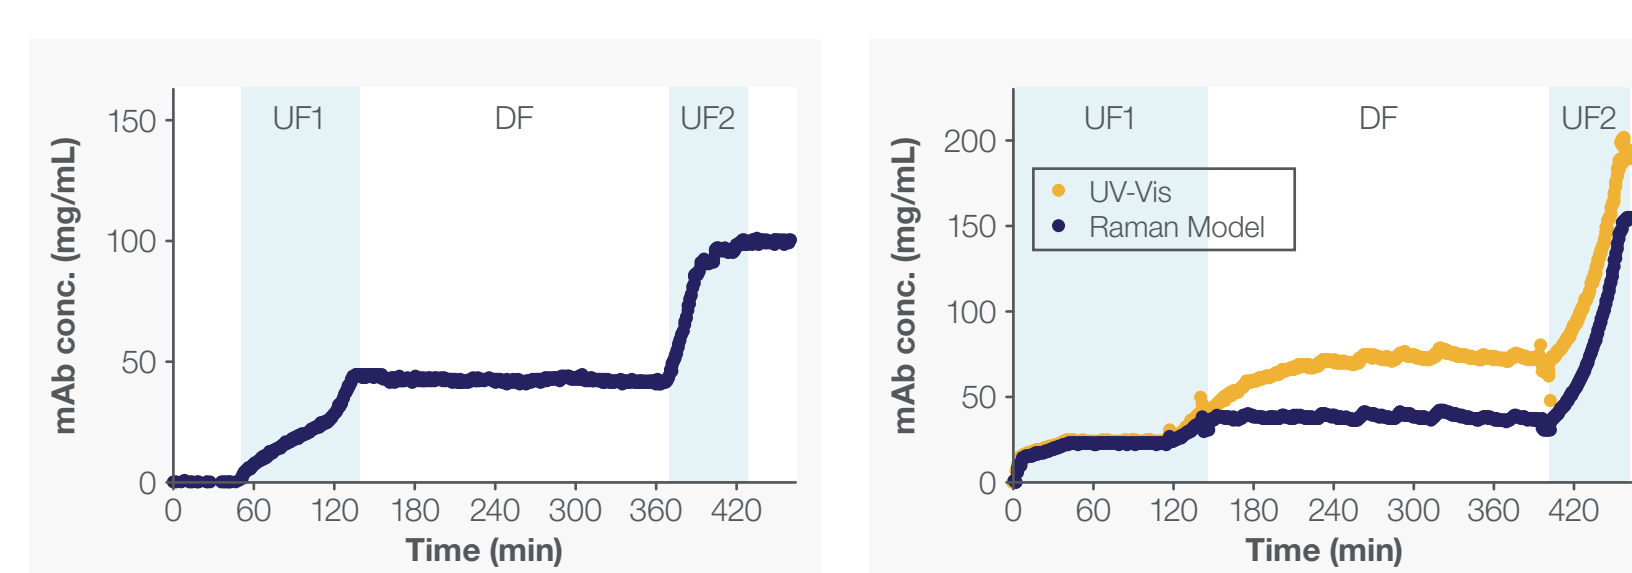 UF1 DF UF2
150
100
50
0
mAb conc. (mg/mL)
0 60 120 180 240 300 360 420
Time (min)
UF1 DF UF2
200
150
100
50
0
mAb conc. (mg/mL)
UV-Vis
Raman Model
0 60 120 180 240 300 360 420
Time (min)